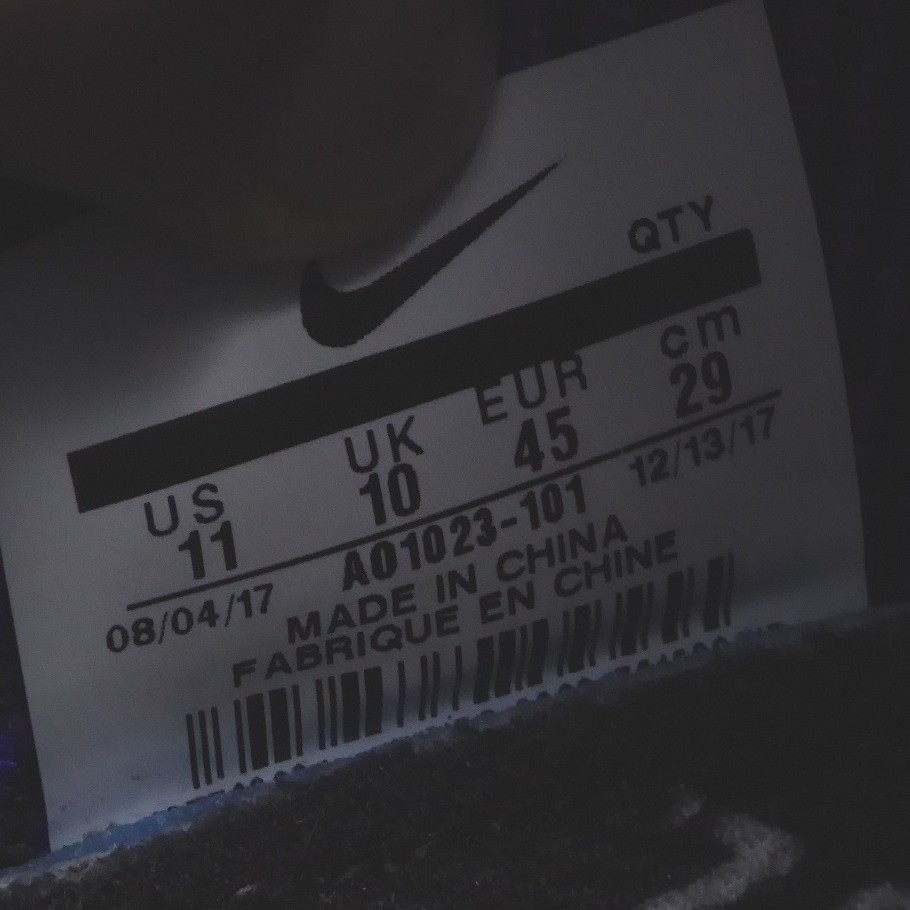 QTY
US UK EUR cm
11 10 45 29
08/04/17 AO1023-101 12/13/17
MADE IN CHINA
FABRIQUE EN CHINE